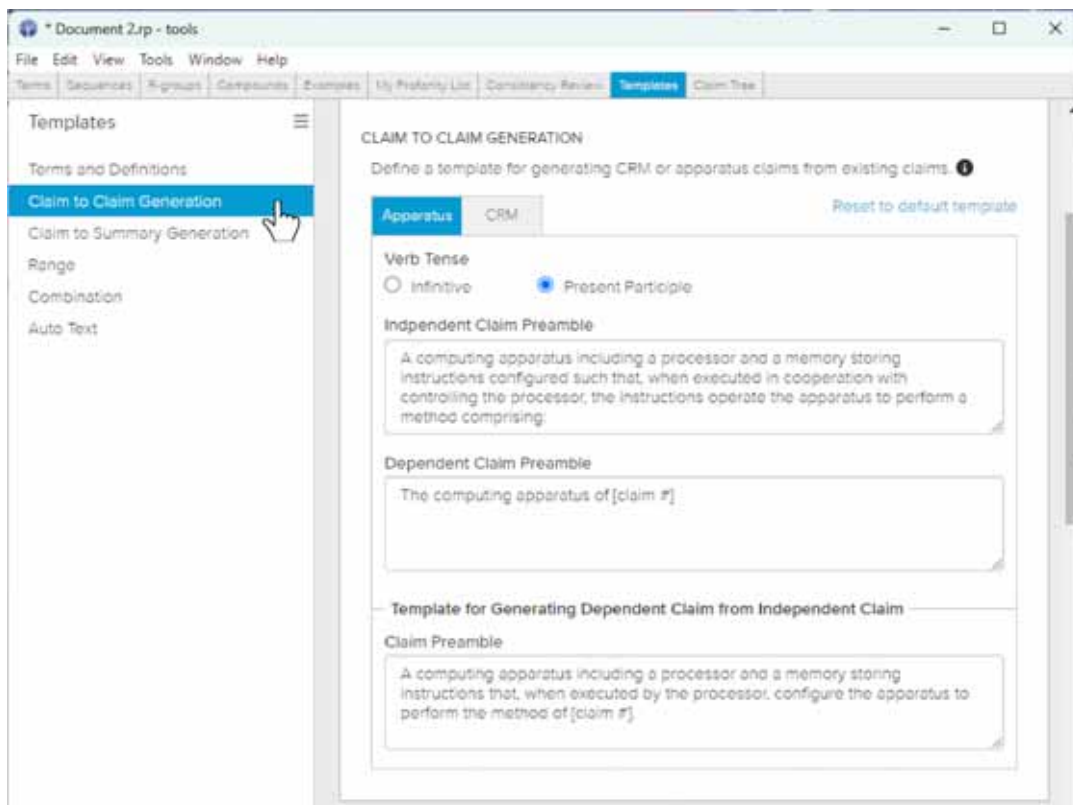 * Document 2.rp - tools
File Edit View Tools Window Help
Terms Sequences R-groups Compounds Examples My Profanity List Consistency Review Templates Claim Tree
Templates
Terms and Definitions
Claim to Claim Generation
Claim to Summary Generation
Range
Combination
Auto Text
CLAIM TO CLAIM GENERATION
Define a template for generating CRM or apparatus claims from existing claims.
Apparatus CRM Reset to default template
Verb Tense
Infinitive Present Participle
Indpendent Claim Preamble
A computing apparatus including a processor and a memory storing
instructions configured such that, when executed in cooperation with
controlling the processor, the instructions operate the apparatus to perform a
method comprising:
Dependent Claim Preamble
The computing apparatus of [claim #]
Template for Generating Dependent Claim from Independent Claim
Claim Preamble
A computing apparatus including a processor and a memory storing
instructions that, when executed by the processor, configure the apparatus to
perform the method of [claim #].